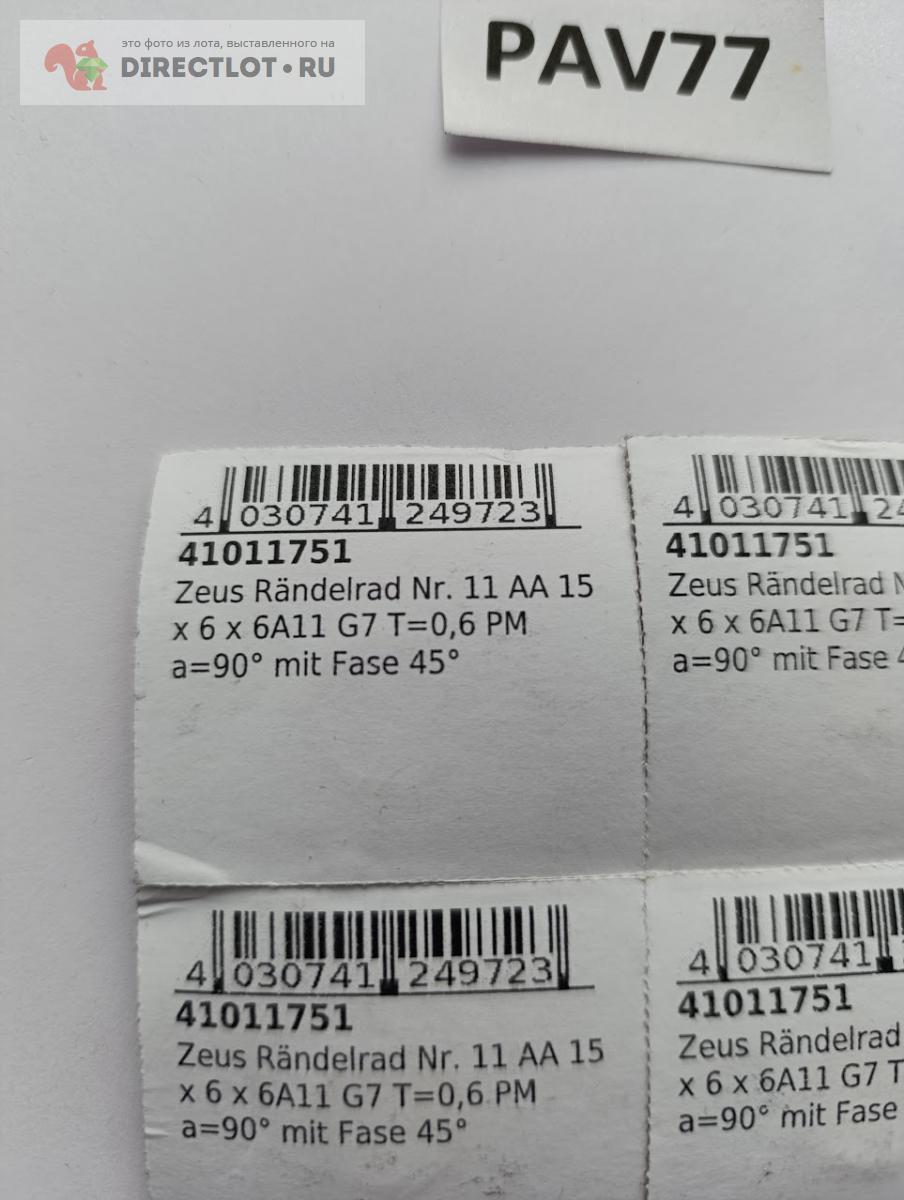 это фото из лота, выставленного на
DIRECTLOT.RU
PAV77
4 030741 249723
41011751
Zeus Rändelrad Nr. 11 AA 15
x 6 x 6A11 G7 T=0,6 PM
a=90° mit Fase 45°
4 030741 24
41011751
Zeus Rändelrad N
x 6 x 6A11 G7 T=
a=90° mit Fase 4
4 030741 249723
41011751
Zeus Rändelrad Nr. 11 AA 15
x 6 x 6A11 G7 T=0,6 PM
a=90° mit Fase 45°
4 030741
41011751
Zeus Rändelrad
x 6 x 6A11 G7 T
a=90° mit Fase